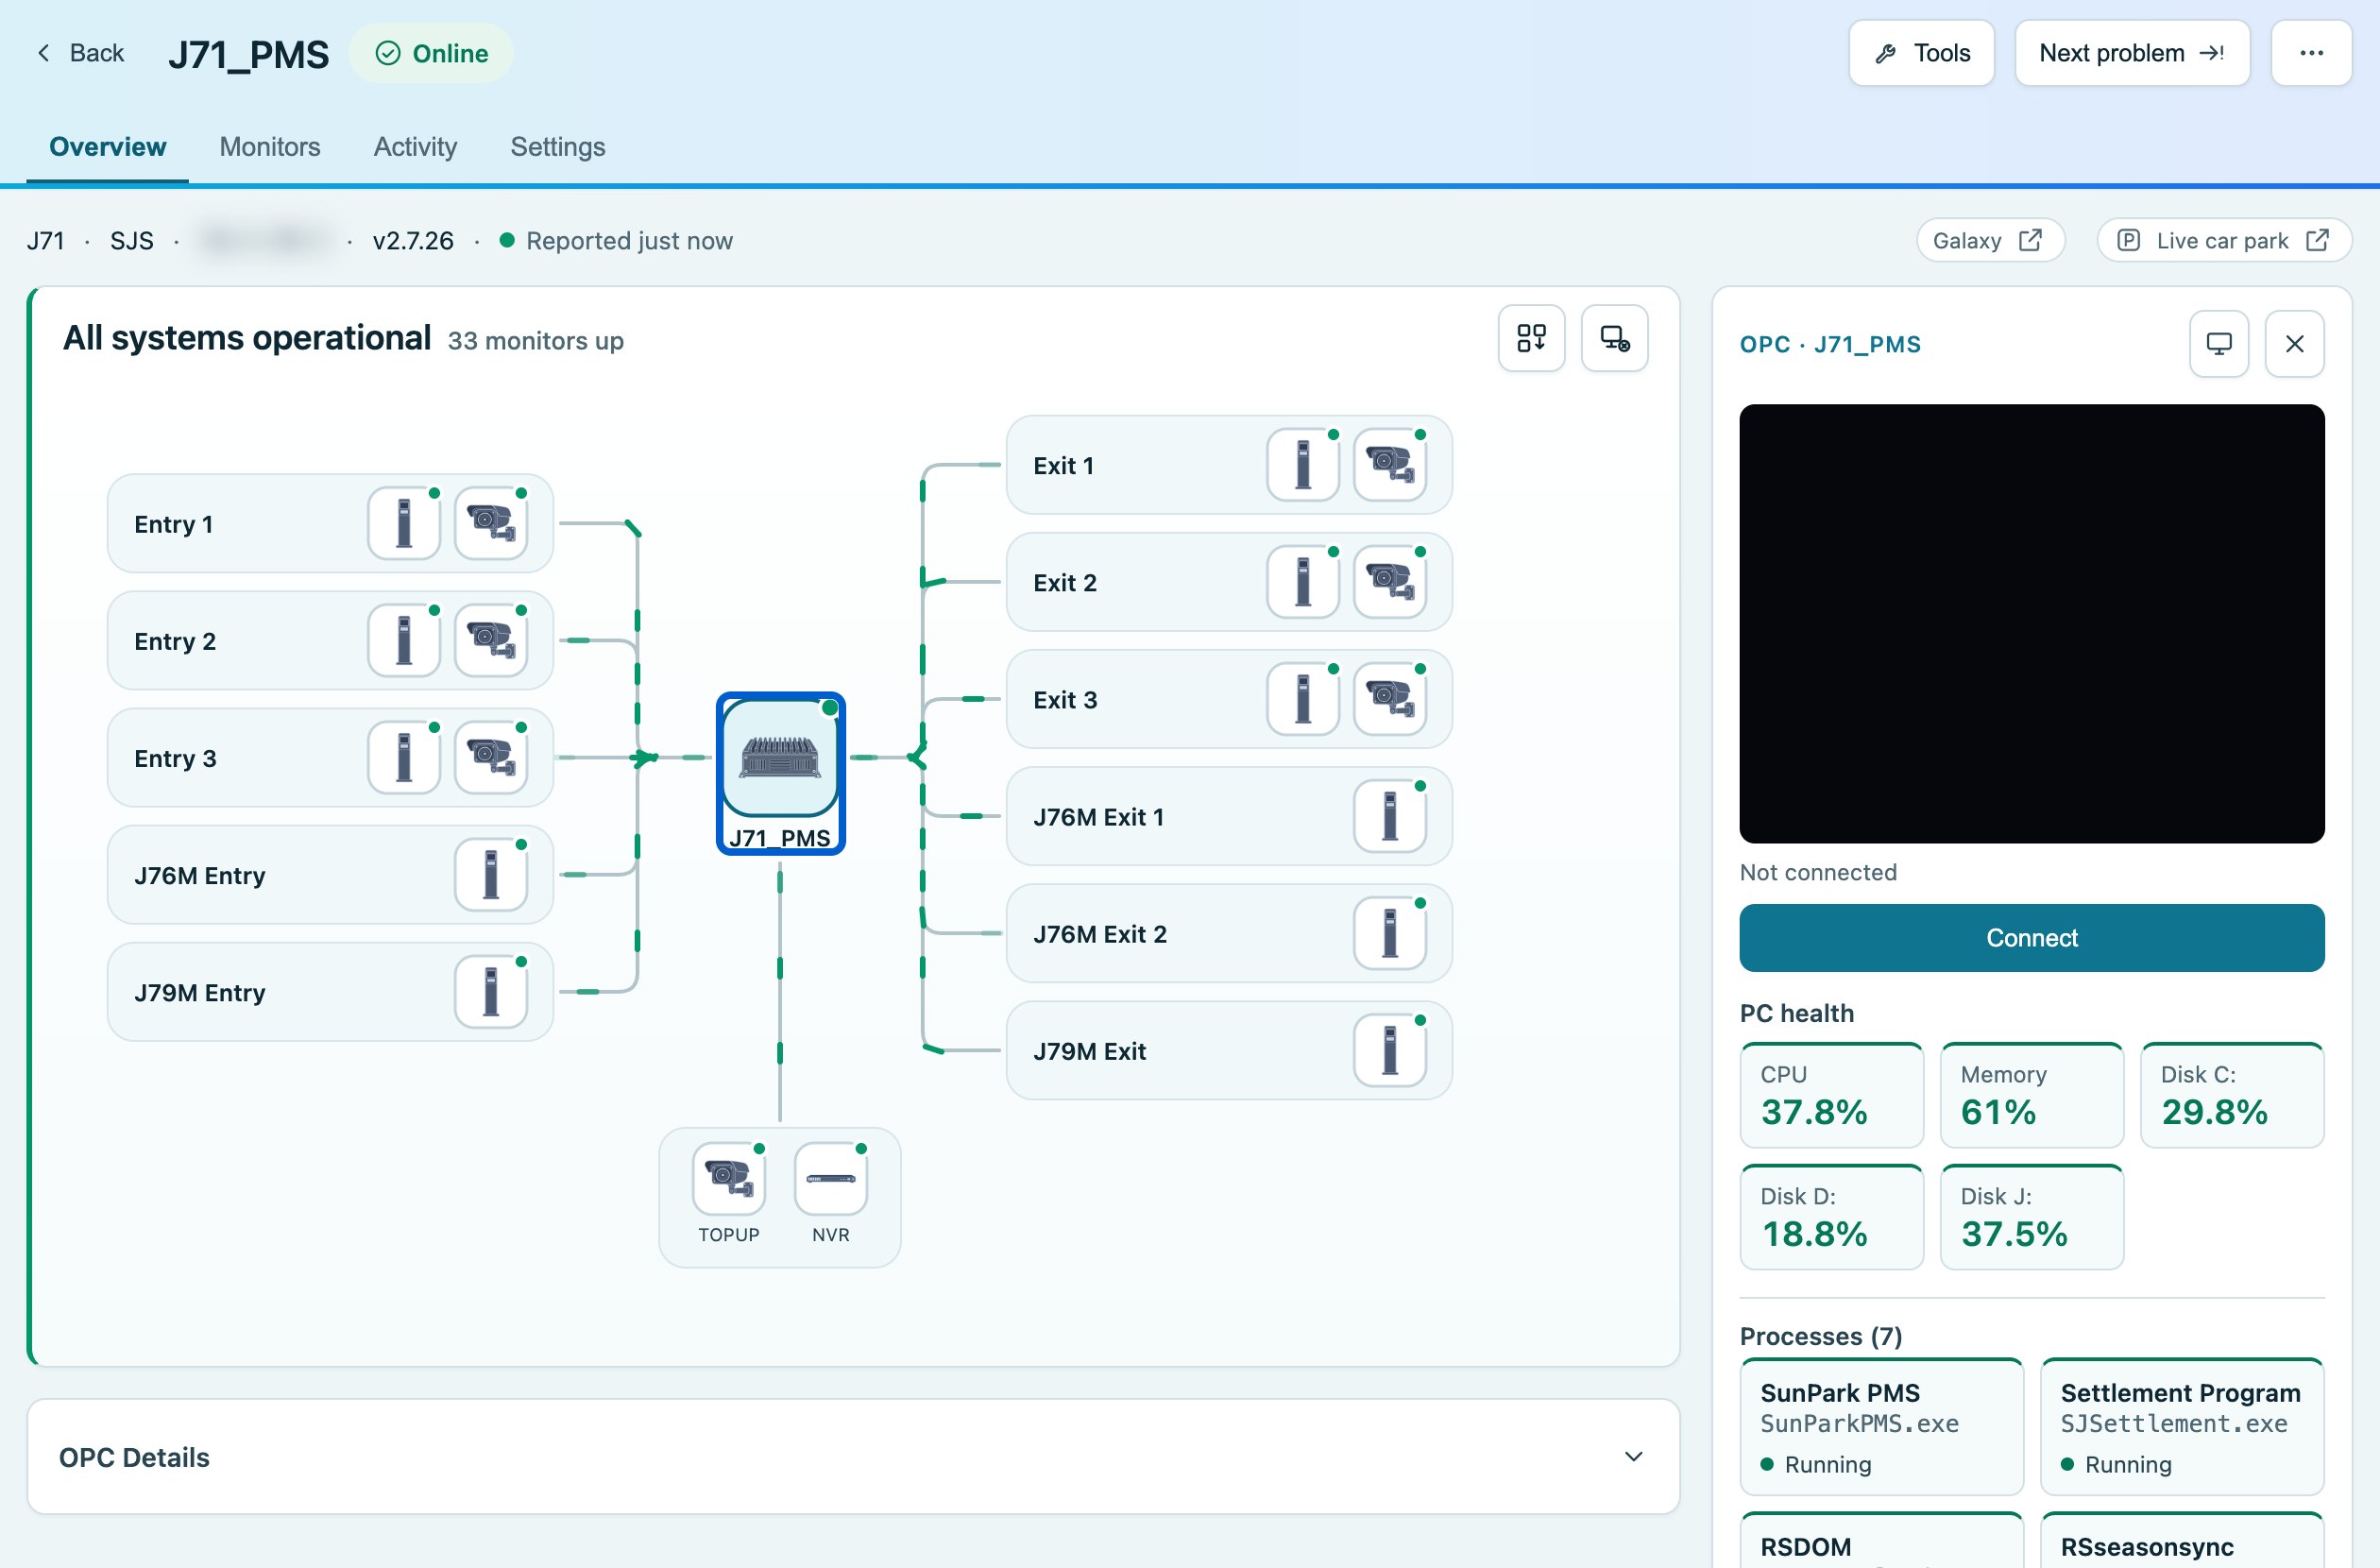 Back
J71_PMS
Online
Tools
Next problem
Overview
Monitors
Activity
Settings
J71 · SJS ·
· v2.7.26 · Reported just now
Galaxy
Live car park
All systems operational
33 monitors up
Entry 1
Entry 2
Entry 3
J76M Entry
J79M Entry
J71_PMS
Exit 1
Exit 2
Exit 3
J76M Exit 1
J76M Exit 2
J79M Exit
TOPUP
NVR
OPC Details
OPC · J71_PMS
Not connected
Connect
PC health
CPU
37.8%
Memory
61%
Disk C:
29.8%
Disk D:
18.8%
Disk J:
37.5%
Processes (7)
SunPark PMS
SunParkPMS.exe
Running
Settlement Program
SJSettlement.exe
Running
RSDOM
RSseasonsync